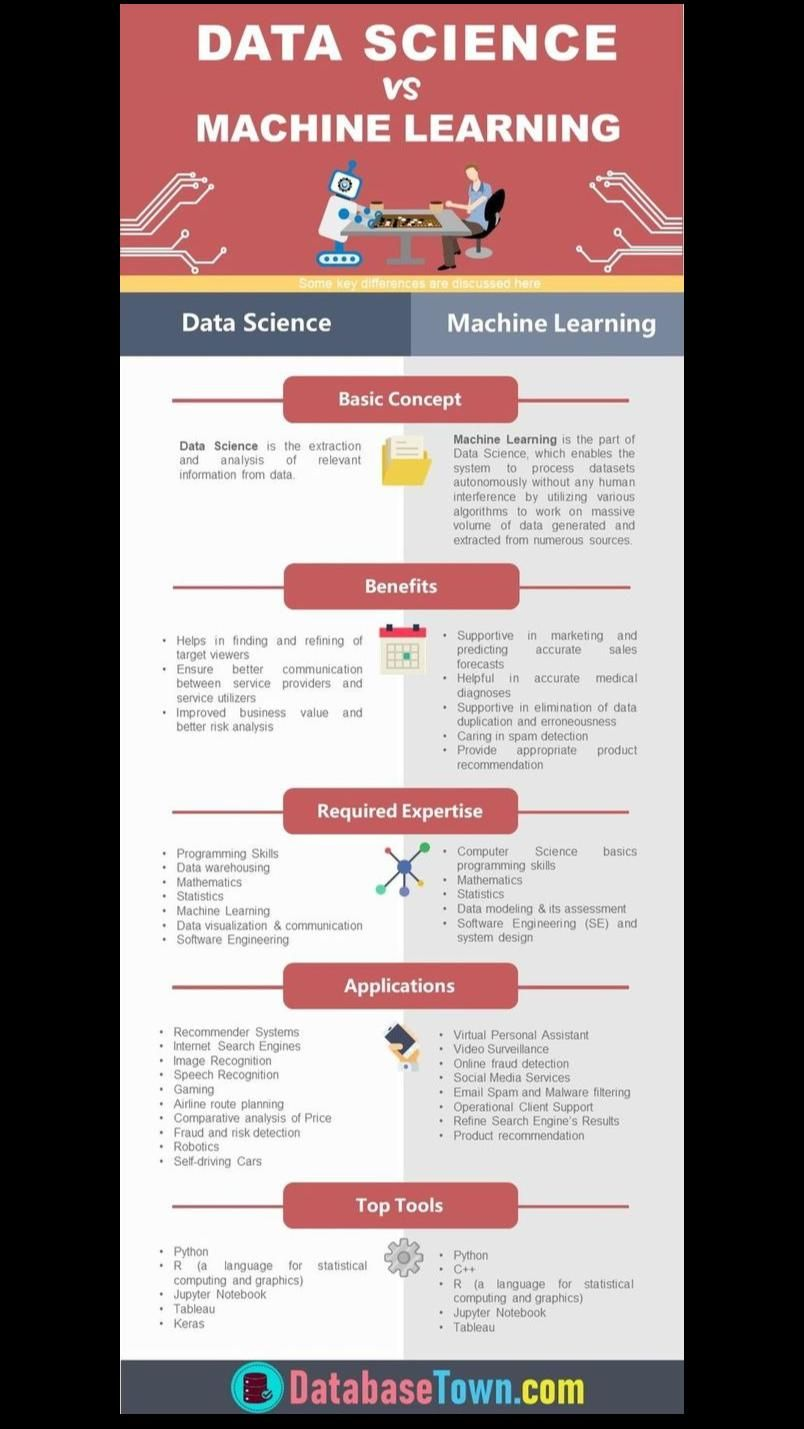 DATA SCIENCE
VS
MACHINE LEARNING
Some key differences are discussed here
Data Science
Machine Learning
Basic Concept
Data Science is the extraction
and analysis of relevant
information from data.
Machine Learning is the part of
Data Science, which enables the
system to process datasets
autonomously without any human
interference by utilizing various
algorithms to work on massive
volume of data generated and
extracted from numerous sources.
Benefits
• Helps in finding and refining of
target viewers
• Ensure better communication
between service providers and
service utilizers
• Improved business value and
better risk analysis
• Supportive in marketing and
predicting accurate sales
forecasts
• Helpful in accurate medical
diagnoses
• Supportive in elimination of data
duplication and erroneousness
• Caring in spam detection
• Provide appropriate product
recommendation
Required Expertise
• Programming Skills
• Data warehousing
• Mathematics
• Statistics
• Machine Learning
• Data visualization & communication
• Software Engineering
• Computer Science basics
programming skills
• Mathematics
• Statistics
• Data modeling & its assessment
• Software Engineering (SE) and
system design
Applications
• Recommender Systems
• Internet Search Engines
• Image Recognition
• Speech Recognition
• Gaming
• Airline route planning
• Comparative analysis of Price
• Fraud and risk detection
• Robotics
• Self-driving Cars
• Virtual Personal Assistant
• Video Surveillance
• Online fraud detection
• Social Media Services
• Email Spam and Malware filtering
• Operational Client Support
• Refine Search Engine's Results
• Product recommendation
Top Tools
• Python
• R (a language for statistical
computing and graphics)
• Jupyter Notebook
• Tableau
• Keras
• Python
• C++
• R (a language for statistical
computing and graphics)
• Jupyter Notebook
• Tableau
DatabaseTown.com